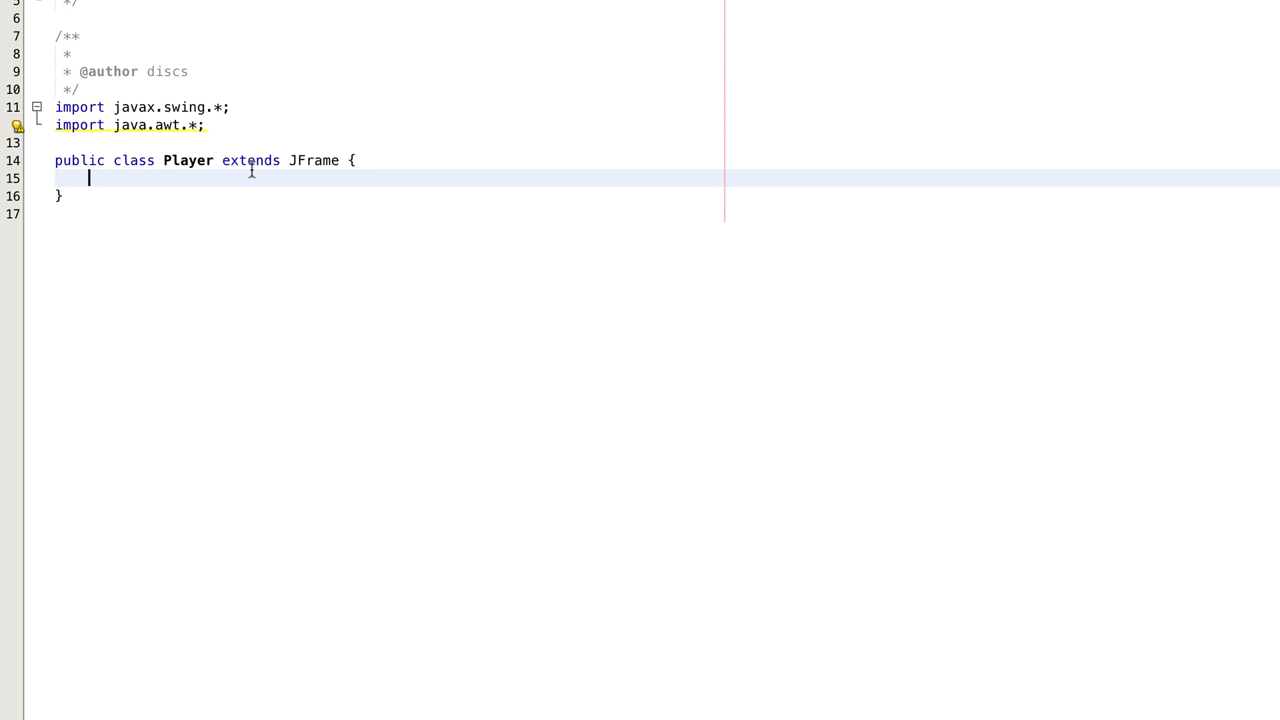 5 */
6
7 /**
8 *
9 * @author discs
10 */
11 import javax.swing.*;
import java.awt.*;
13
14 public class Player extends JFrame {
15
16 }
17